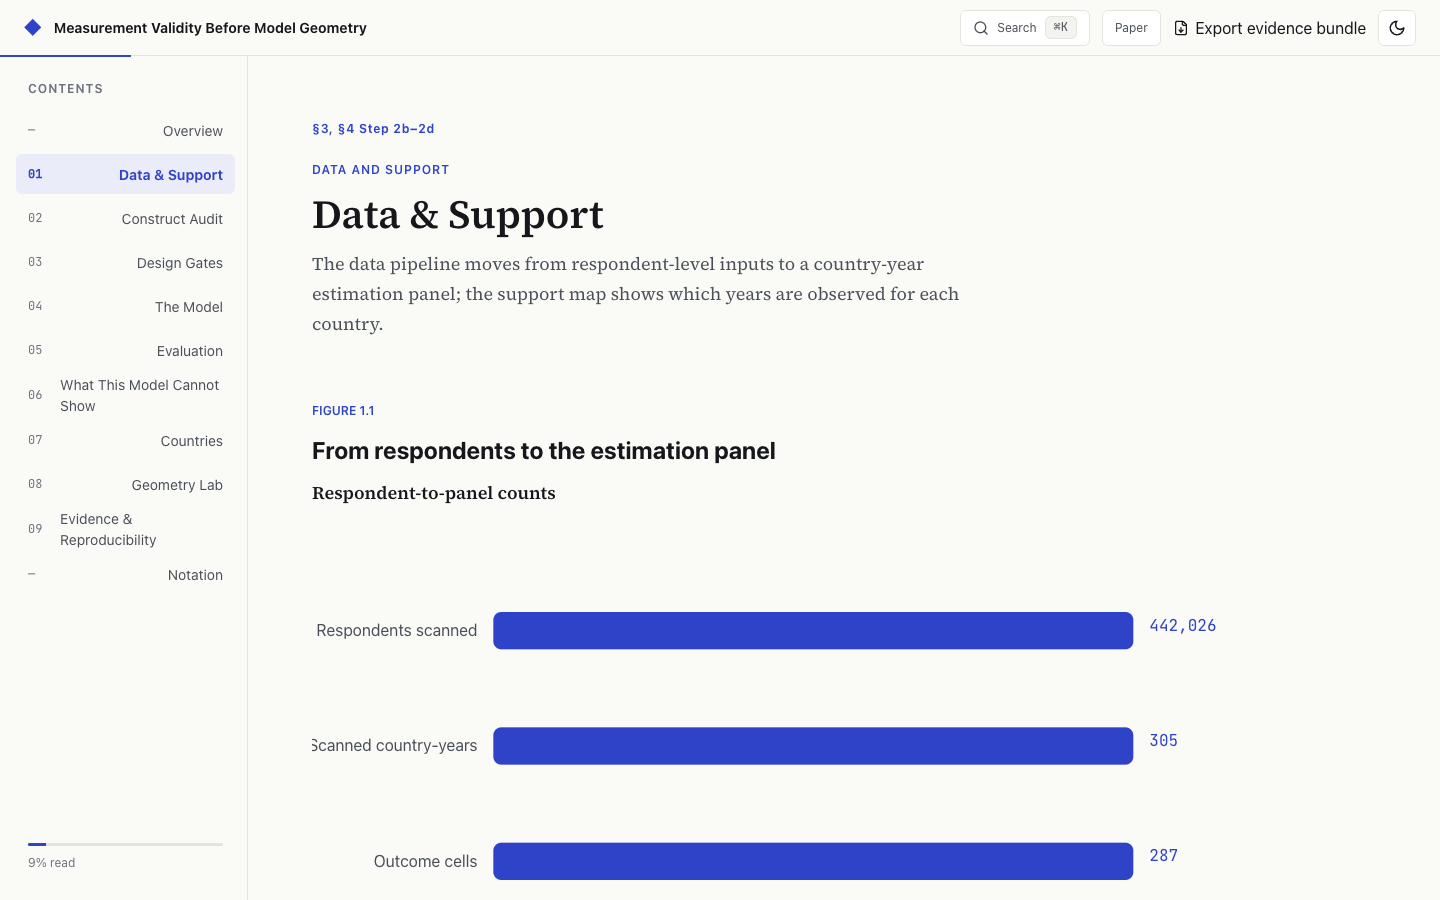 Measurement Validity Before Model Geometry
Search ⌘K
Paper
Export evidence bundle
CONTENTS
— Overview
01 Data & Support
02 Construct Audit
03 Design Gates
04 The Model
05 Evaluation
06 What This Model Cannot
Show
07 Countries
08 Geometry Lab
09 Evidence &
Reproducibility
— Notation
9% read
§3, §4 Step 2b–2d
DATA AND SUPPORT
Data & Support
The data pipeline moves from respondent-level inputs to a country-year
estimation panel; the support map shows which years are observed for each
country.
FIGURE 1.1
From respondents to the estimation panel
Respondent-to-panel counts
Respondents scanned 442,026
Scanned country-years 305
Outcome cells 287